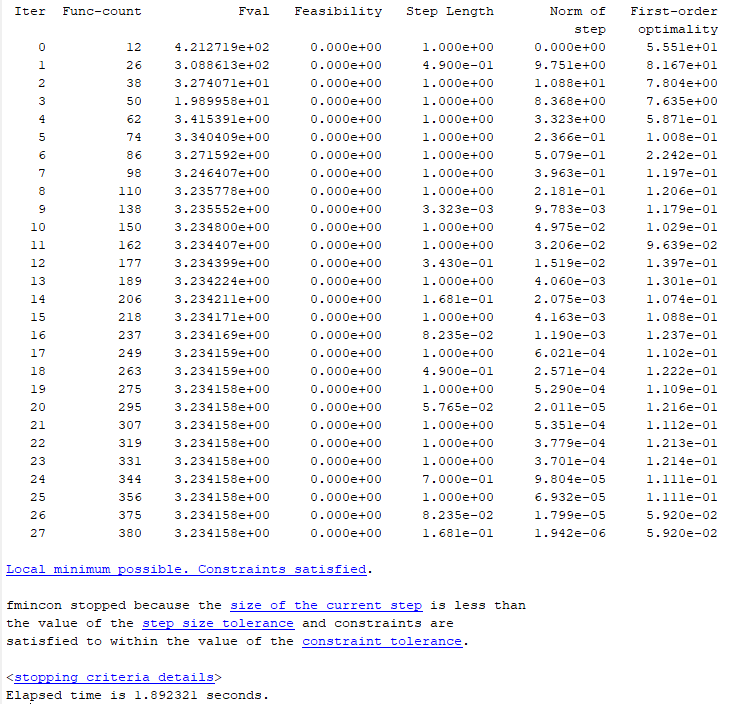 Iter Func-count Fval Feasibility Step Length Norm of First-order
step optimality
0 12 4.212719e+02 0.000e+00 1.000e+00 0.000e+00 5.551e+01
1 26 3.088613e+02 0.000e+00 4.900e-01 9.751e+00 8.167e+01
2 38 3.274071e+01 0.000e+00 1.000e+00 1.088e+01 7.804e+00
3 50 1.989958e+01 0.000e+00 1.000e+00 8.368e+00 7.635e+00
4 62 3.415391e+00 0.000e+00 1.000e+00 3.323e+00 5.871e-01
5 74 3.340409e+00 0.000e+00 1.000e+00 2.366e-01 1.008e-01
6 86 3.271592e+00 0.000e+00 1.000e+00 5.079e-01 2.242e-01
7 98 3.246407e+00 0.000e+00 1.000e+00 3.963e-01 1.197e-01
8 110 3.235778e+00 0.000e+00 1.000e+00 2.181e-01 1.206e-01
9 138 3.235552e+00 0.000e+00 3.323e-03 9.783e-03 1.179e-01
10 150 3.234800e+00 0.000e+00 1.000e+00 4.975e-02 1.029e-01
11 162 3.234407e+00 0.000e+00 1.000e+00 3.206e-02 9.639e-02
12 177 3.234399e+00 0.000e+00 3.430e-01 1.519e-02 1.397e-01
13 189 3.234224e+00 0.000e+00 1.000e+00 4.060e-03 1.301e-01
14 206 3.234211e+00 0.000e+00 1.681e-01 2.075e-03 1.074e-01
15 218 3.234171e+00 0.000e+00 1.000e+00 4.163e-03 1.088e-01
16 237 3.234169e+00 0.000e+00 8.235e-02 1.190e-03 1.237e-01
17 249 3.234159e+00 0.000e+00 1.000e+00 6.021e-04 1.102e-01
18 263 3.234159e+00 0.000e+00 4.900e-01 2.571e-04 1.222e-01
19 275 3.234158e+00 0.000e+00 1.000e+00 5.290e-04 1.109e-01
20 295 3.234158e+00 0.000e+00 5.765e-02 2.011e-05 1.216e-01
21 307 3.234158e+00 0.000e+00 1.000e+00 5.351e-04 1.112e-01
22 319 3.234158e+00 0.000e+00 1.000e+00 3.779e-04 1.213e-01
23 331 3.234158e+00 0.000e+00 1.000e+00 3.701e-04 1.214e-01
24 344 3.234158e+00 0.000e+00 7.000e-01 9.804e-05 1.111e-01
25 356 3.234158e+00 0.000e+00 1.000e+00 6.932e-05 1.111e-01
26 375 3.234158e+00 0.000e+00 8.235e-02 1.799e-05 5.920e-02
27 380 3.234158e+00 0.000e+00 1.681e-01 1.942e-06 5.920e-02
Local minimum possible. Constraints satisfied.
fmincon stopped because the size of the current step is less than
the value of the step size tolerance and constraints are
satisfied to within the value of the constraint tolerance.
<stopping criteria details>
Elapsed time is 1.892321 seconds.